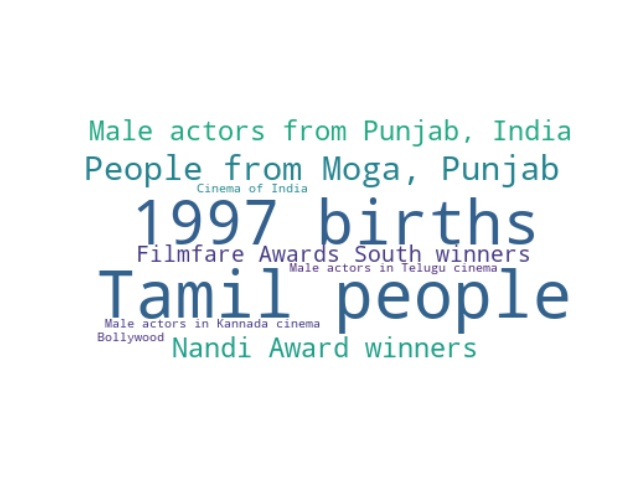 Male actors from Punjab, India
People from Moga, Punjab
Cinema of India
1997 births
Filmfare Awards South winners
Male actors in Telugu cinema
Tamil people
Male actors in Kannada cinema
Bollywood
Nandi Award winners